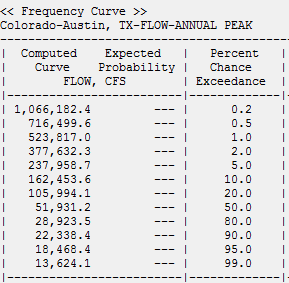 << Frequency Curve >>
Colorado-Austin, TX-FLOW-ANNUAL PEAK
------------------------------------------
| Computed Expected | Percent |
| Curve Probability | Chance |
| FLOW, CFS | Exceedance |
|--------------------------|-------------|
| 1,066,182.4 --- | 0.2 |
| 716,499.6 --- | 0.5 |
| 523,817.0 --- | 1.0 |
| 377,632.3 --- | 2.0 |
| 237,958.7 --- | 5.0 |
| 162,453.6 --- | 10.0 |
| 105,994.1 --- | 20.0 |
| 51,931.2 --- | 50.0 |
| 28,923.5 --- | 80.0 |
| 22,338.4 --- | 90.0 |
| 18,468.4 --- | 95.0 |
| 13,624.1 --- | 99.0 |
|--------------------------|-------------|